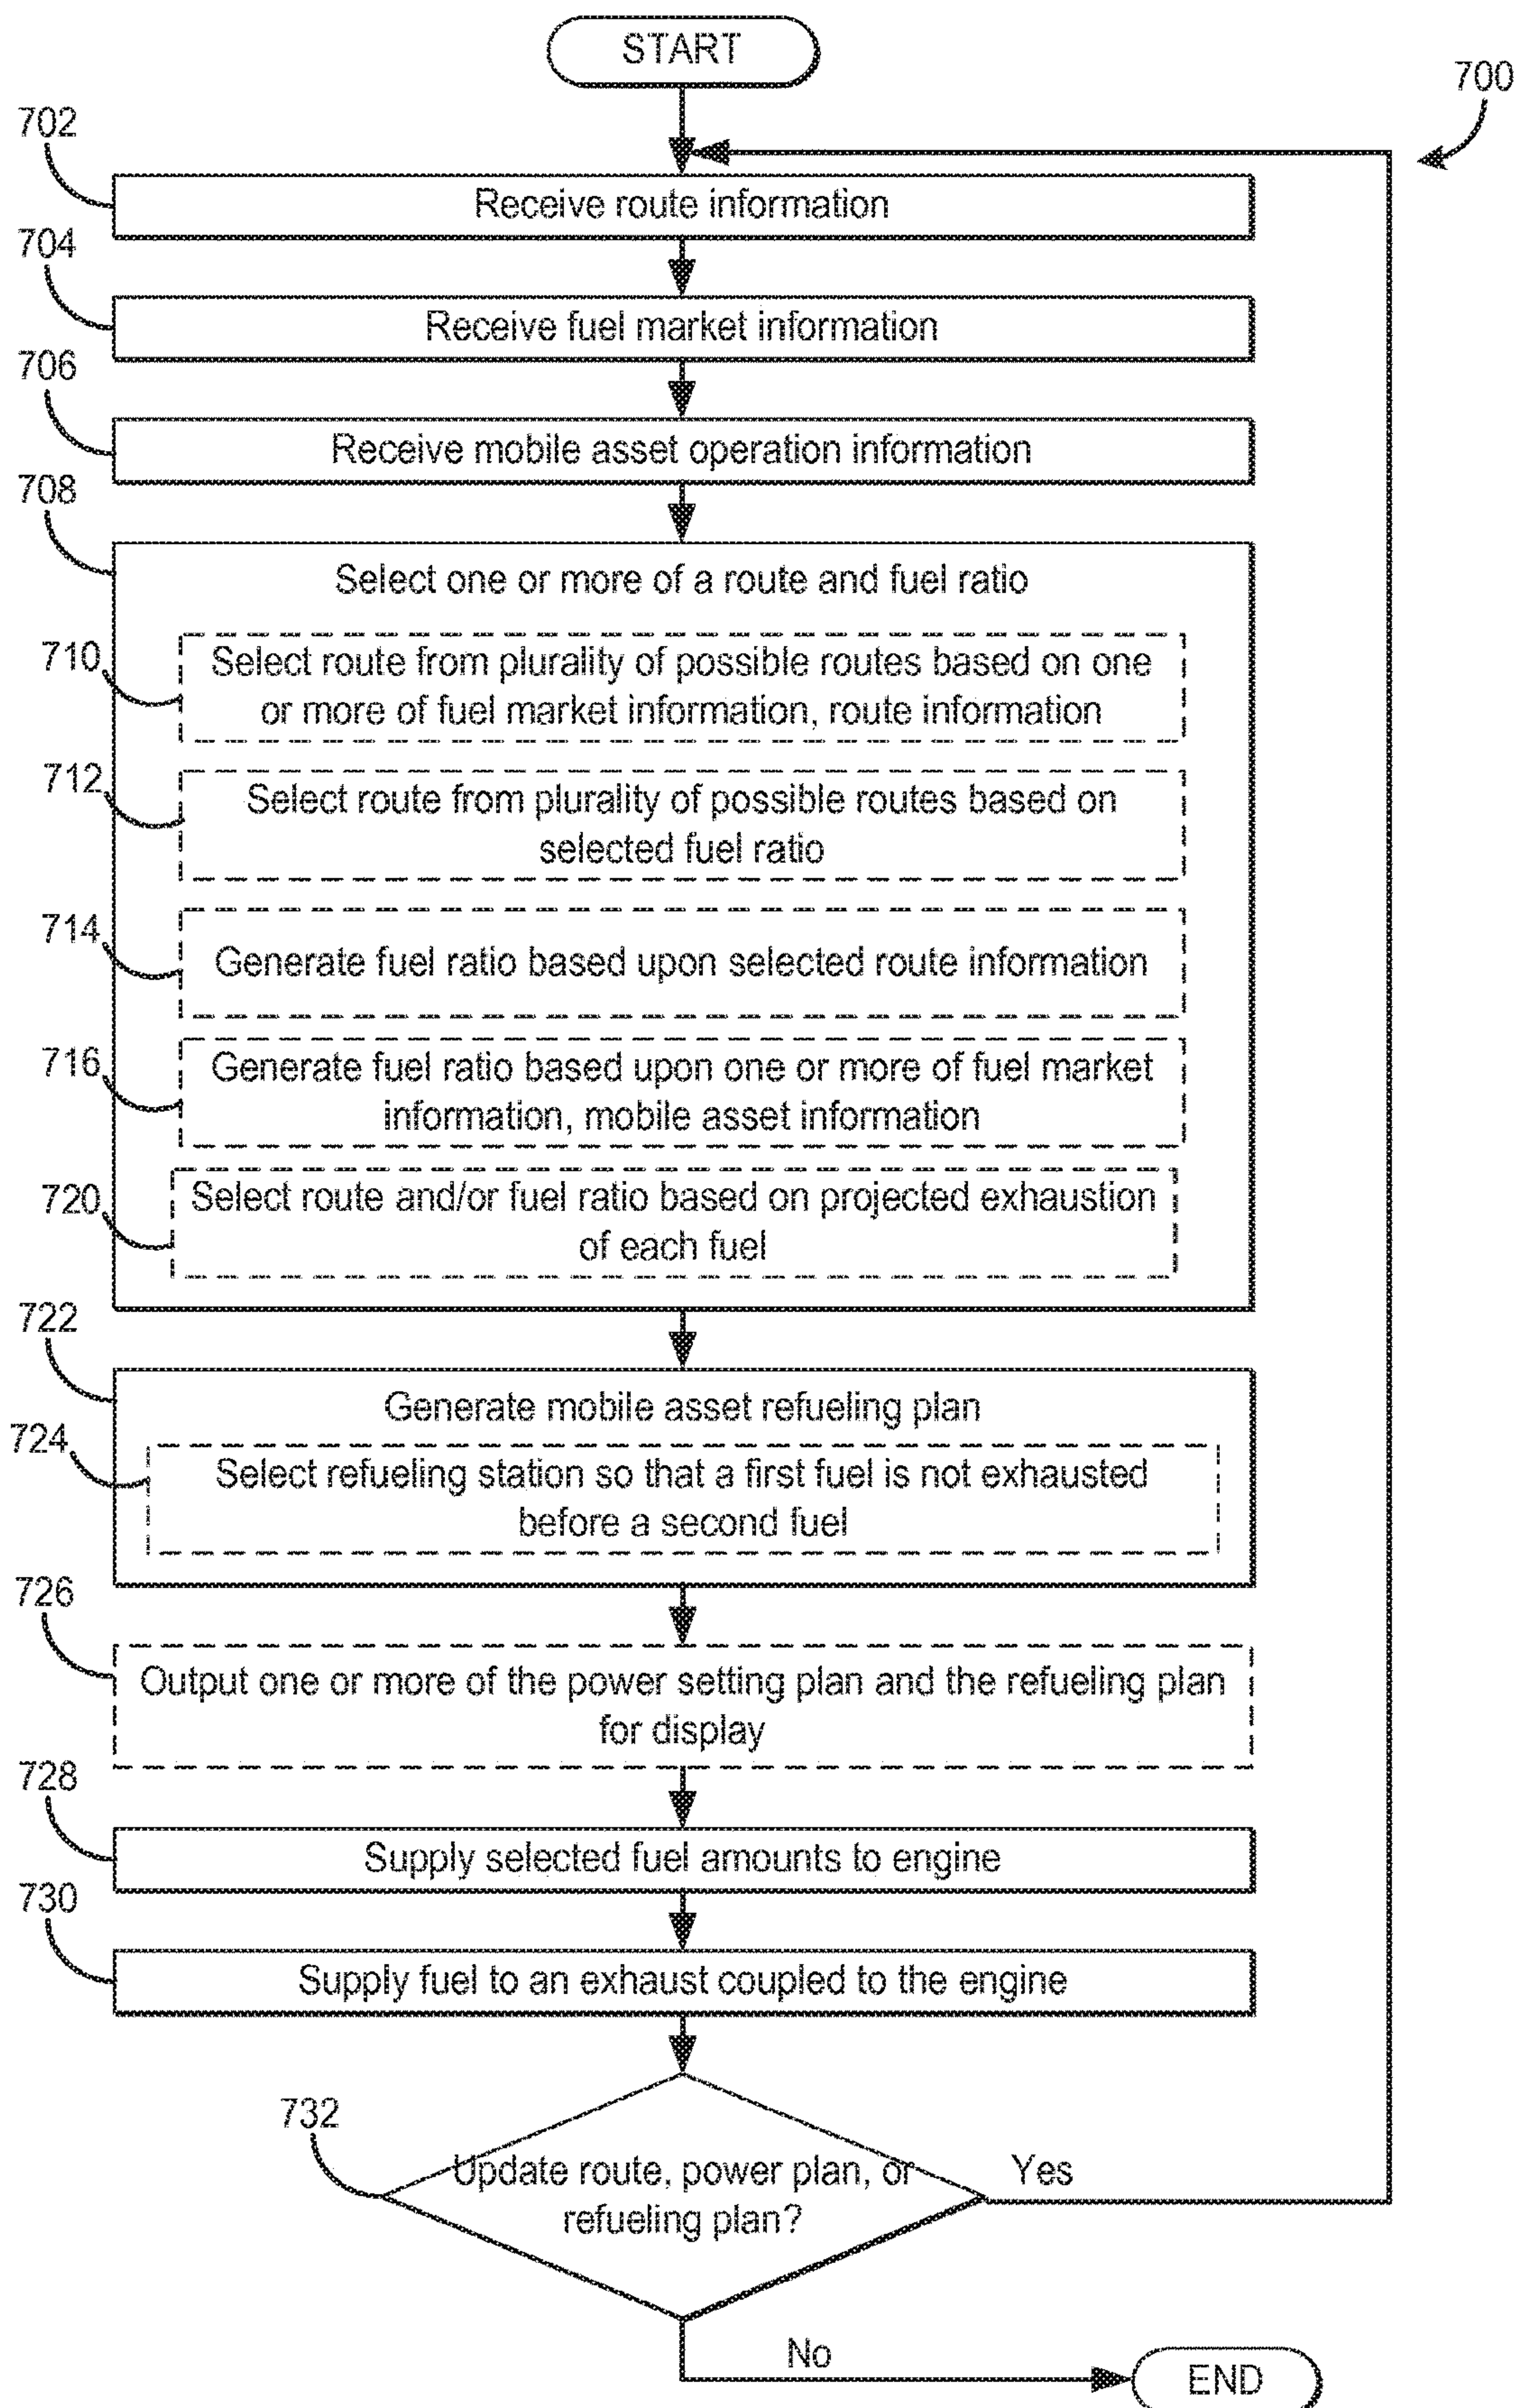 START
700
702
Receive route information
704
Receive fuel market information
706
Receive mobile asset operation information
708
Select one or more of a route and fuel ratio
710
Select route from plurality of possible routes based on one
or more of fuel market information, route information
712
Select route from plurality of possible routes based on
selected fuel ratio
714
Generate fuel ratio based upon selected route information
716
Generate fuel ratio based upon one or more of fuel market
information, mobile asset information
720
Select route and/or fuel ratio based on projected exhaustion
of each fuel
722
Generate mobile asset refueling plan
724
Select refueling station so that a first fuel is not exhausted
before a second fuel
726
Output one or more of the power setting plan and the refueling plan
for display
728
Supply selected fuel amounts to engine
730
Supply fuel to an exhaust coupled to the engine
732
Update route, power plan, or
refueling plan?
Yes
No
END